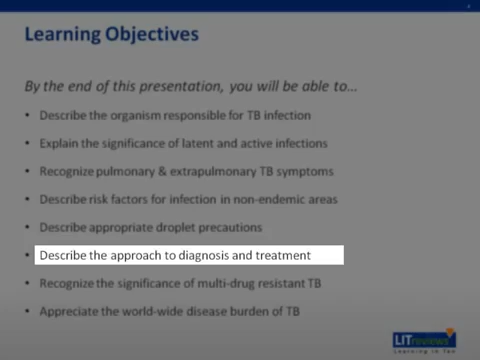 Learning Objectives
By the end of this presentation, you will be able to…
• Describe the organism responsible for TB infection
• Explain the significance of latent and active infections
• Recognize pulmonary & extrapulmonary TB symptoms
• Describe risk factors for infection in non-endemic areas
• Describe appropriate droplet precautions
• Describe the approach to diagnosis and treatment
• Recognize the significance of multi-drug resistant TB
• Appreciate the world-wide disease burden of TB
LITreviews
Learning in Ten